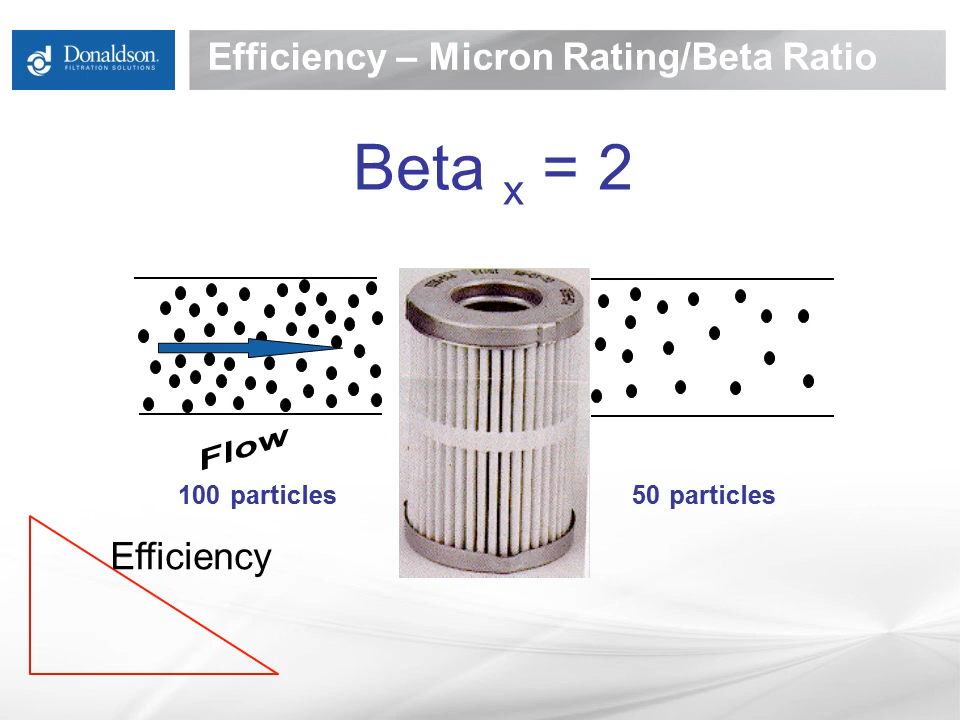 Donaldson.
FILTRATION SOLUTIONS
Efficiency – Micron Rating/Beta Ratio
Beta x = 2
Flow
100 particles
50 particles
Efficiency